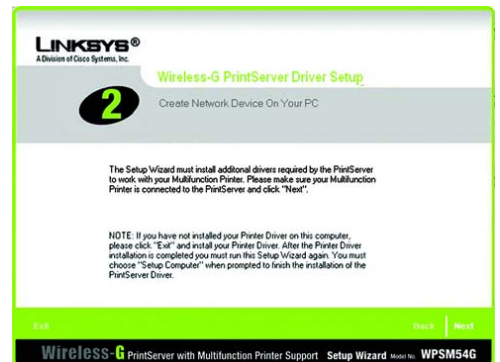 LINKSYS®
A Division of Cisco Systems, Inc.
Wireless-G PrintServer Driver Setup
2
Create Network Device On Your PC
The Setup Wizard must install additonal drivers required by the PrintServer
to work with your Multifunction Printer. Please make sure your Multifunction
Printer is connected to the PrintServer and click "Next".
NOTE: If you have not installed your Printer Driver on this computer,
please click "Exit" and install your Printer Driver. After the Printer Driver
installation is completed you must run this Setup Wizard again. You must
choose "Setup Computer" when prompted to finish the installation of the
PrintServer Driver.
Exit Back Next
Wireless-G PrintServer with Multifunction Printer Support Setup Wizard Model No. WPSM54G